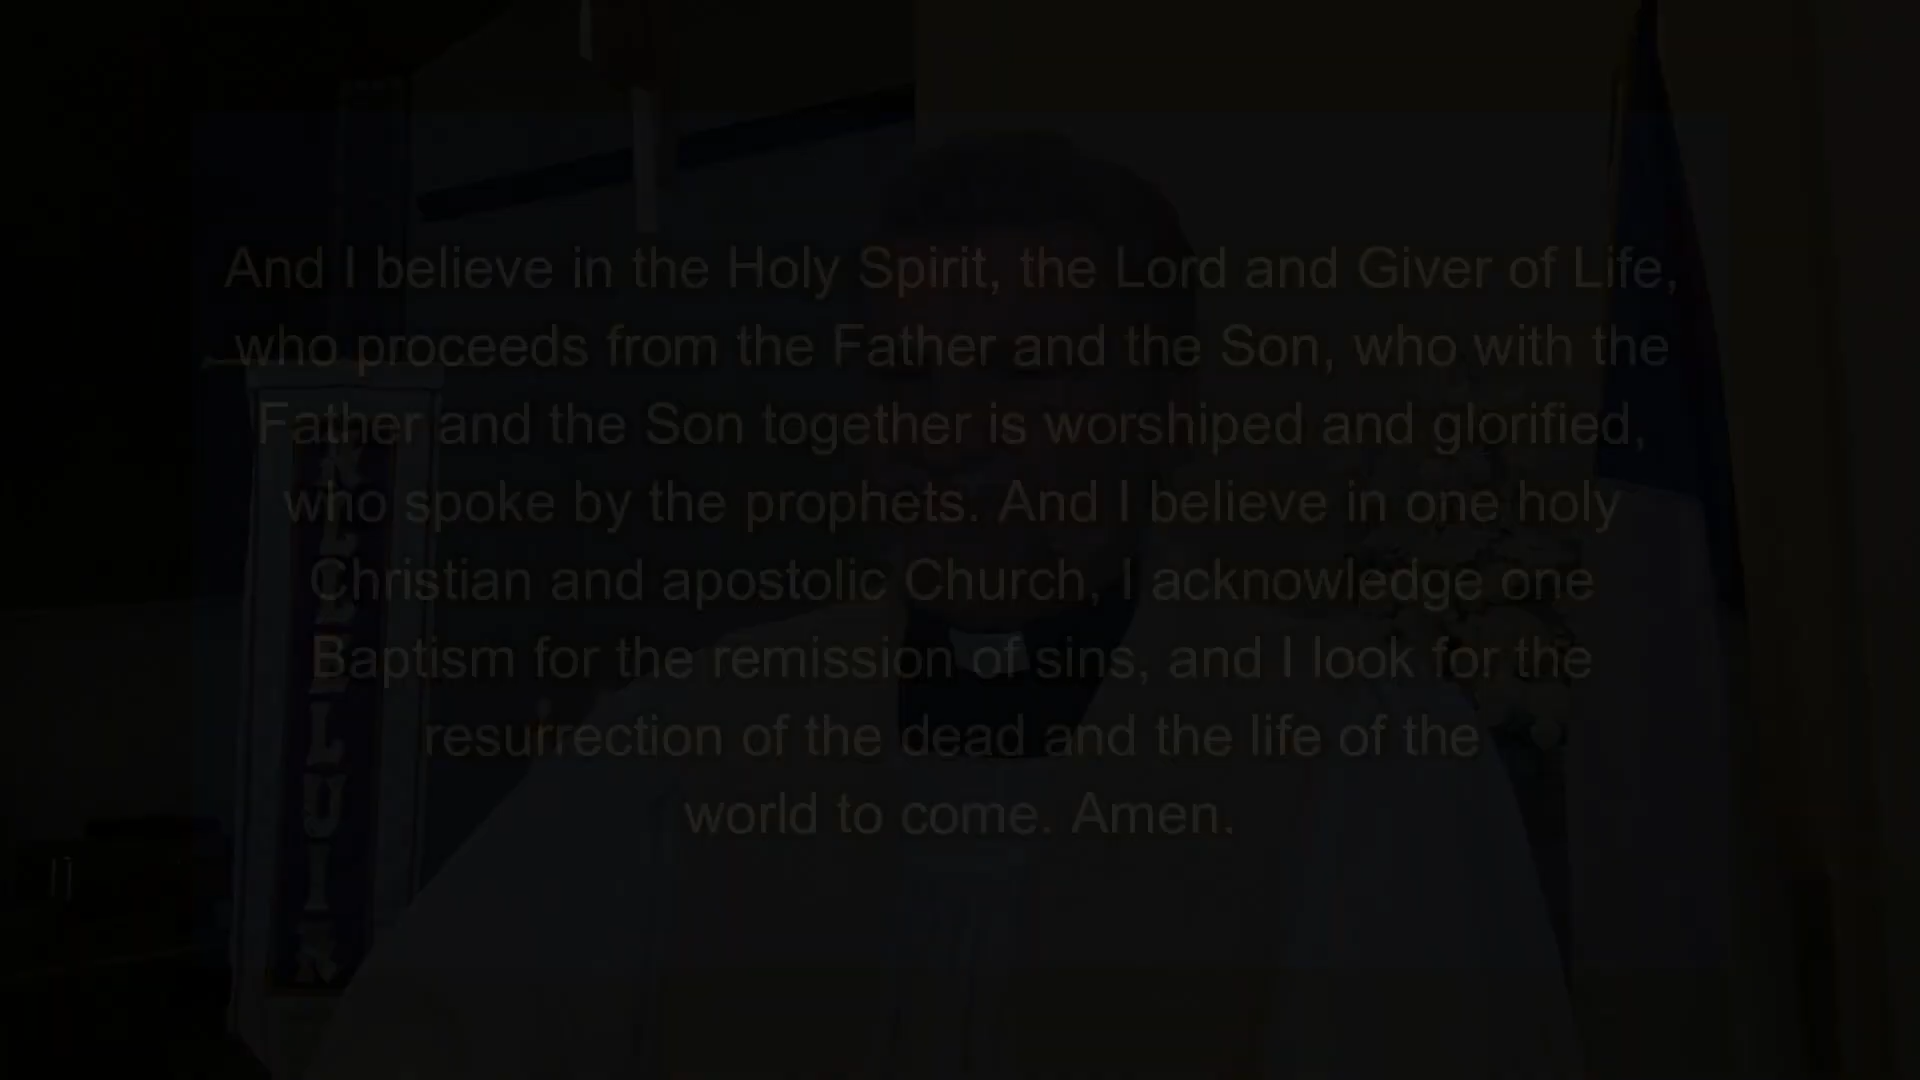 And I believe in the Holy Spirit, the Lord and Giver of Life,
who proceeds from the Father and the Son, who with the
Father and the Son together is worshiped and glorified,
who spoke by the prophets. And I believe in one holy
Christian and apostolic Church, I acknowledge one
Baptism for the remission of sins, and I look for the
resurrection of the dead and the life of the
world to come. Amen.
ALLELUIA